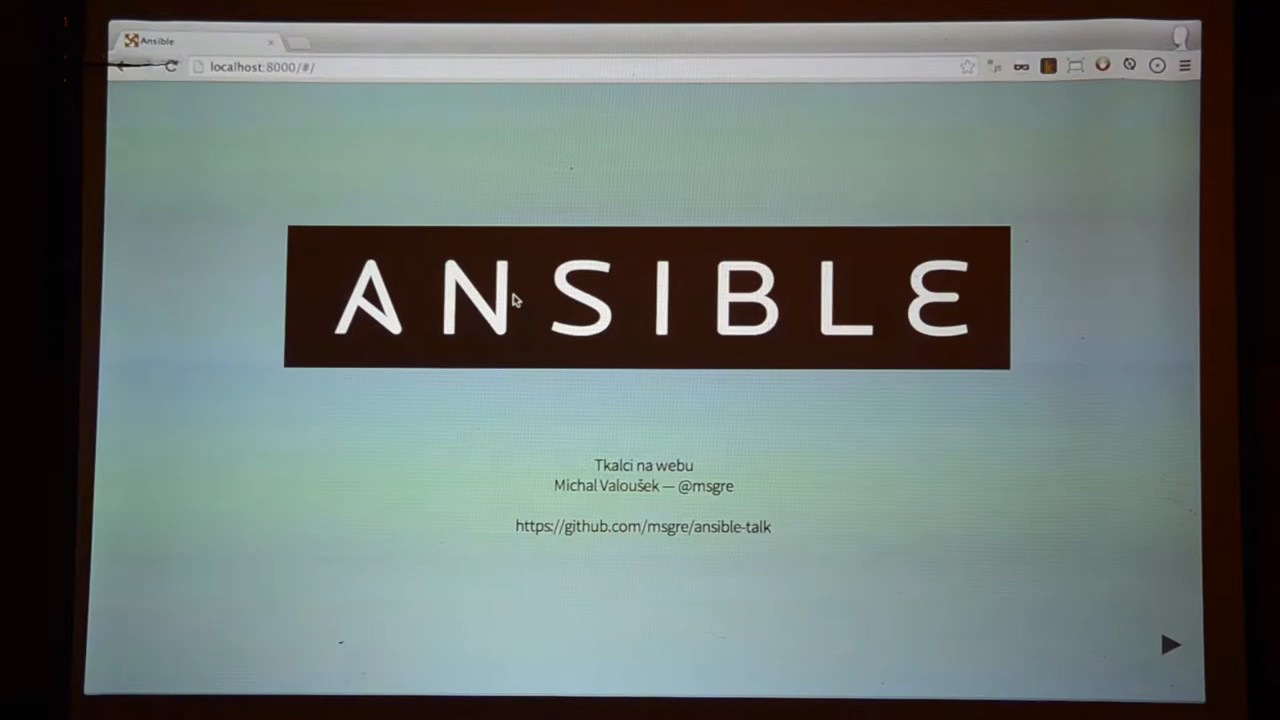 Ansible
localhost:8000/#/
ANSIBLE
Tkalci na webu
Michal Valoušek — @msgre
https://github.com/msgre/ansible-talk